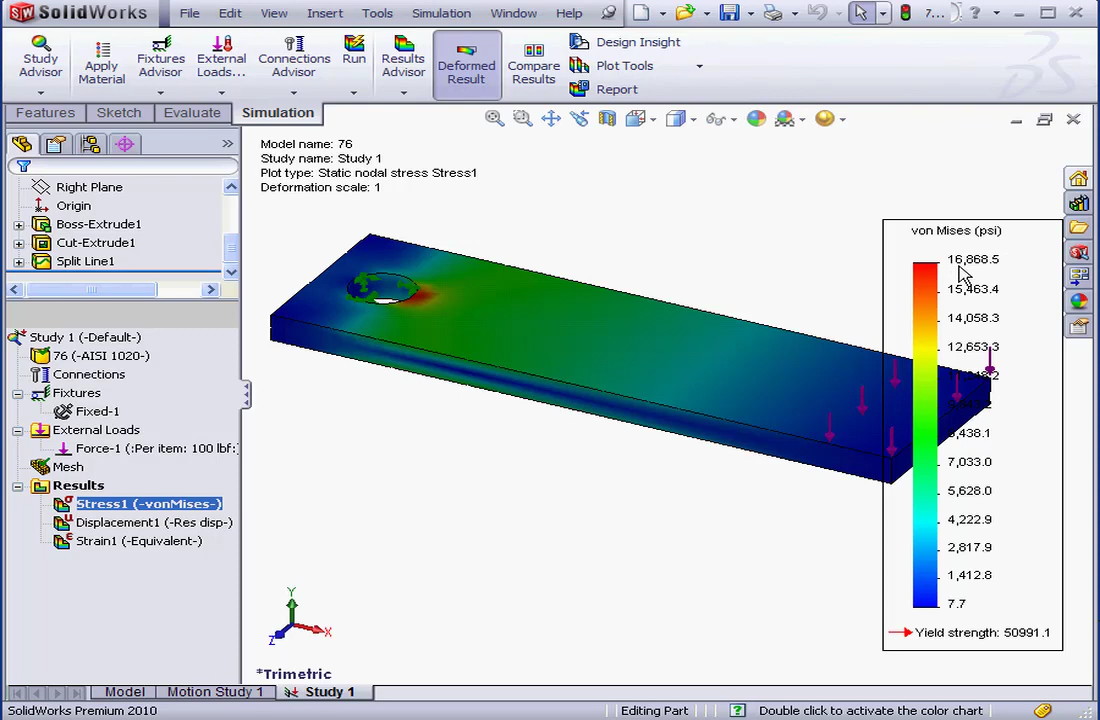 SolidWorks
File Edit View Insert Tools Simulation Window Help
7...
Study Advisor
Apply Material
Fixtures Advisor
External Loads...
Connections Advisor
Run
Results Advisor
Deformed Result
Compare Results
Design Insight
Plot Tools
Report
Features Sketch Evaluate Simulation
Right Plane
Origin
Boss-Extrude1
Cut-Extrude1
Split Line1
Study 1 (-Default-)
76 (-AISI 1020-)
Connections
Fixtures
Fixed-1
External Loads
Force-1 (:Per item: 100 lbf:)
Mesh
Results
Stress1 (-vonMises-)
Displacement1 (-Res disp-)
Strain1 (-Equivalent-)
Model name: 76
Study name: Study 1
Plot type: Static nodal stress Stress1
Deformation scale: 1
von Mises (psi)
16,868.5
15,463.4
14,058.3
12,653.3
8,438.1
7,033.0
5,628.0
4,222.9
2,817.9
1,412.8
7.7
Yield strength: 50991.1
Y
X
Z
*Trimetric
Model Motion Study 1 Study 1
SolidWorks Premium 2010
Editing Part
Double click to activate the color chart